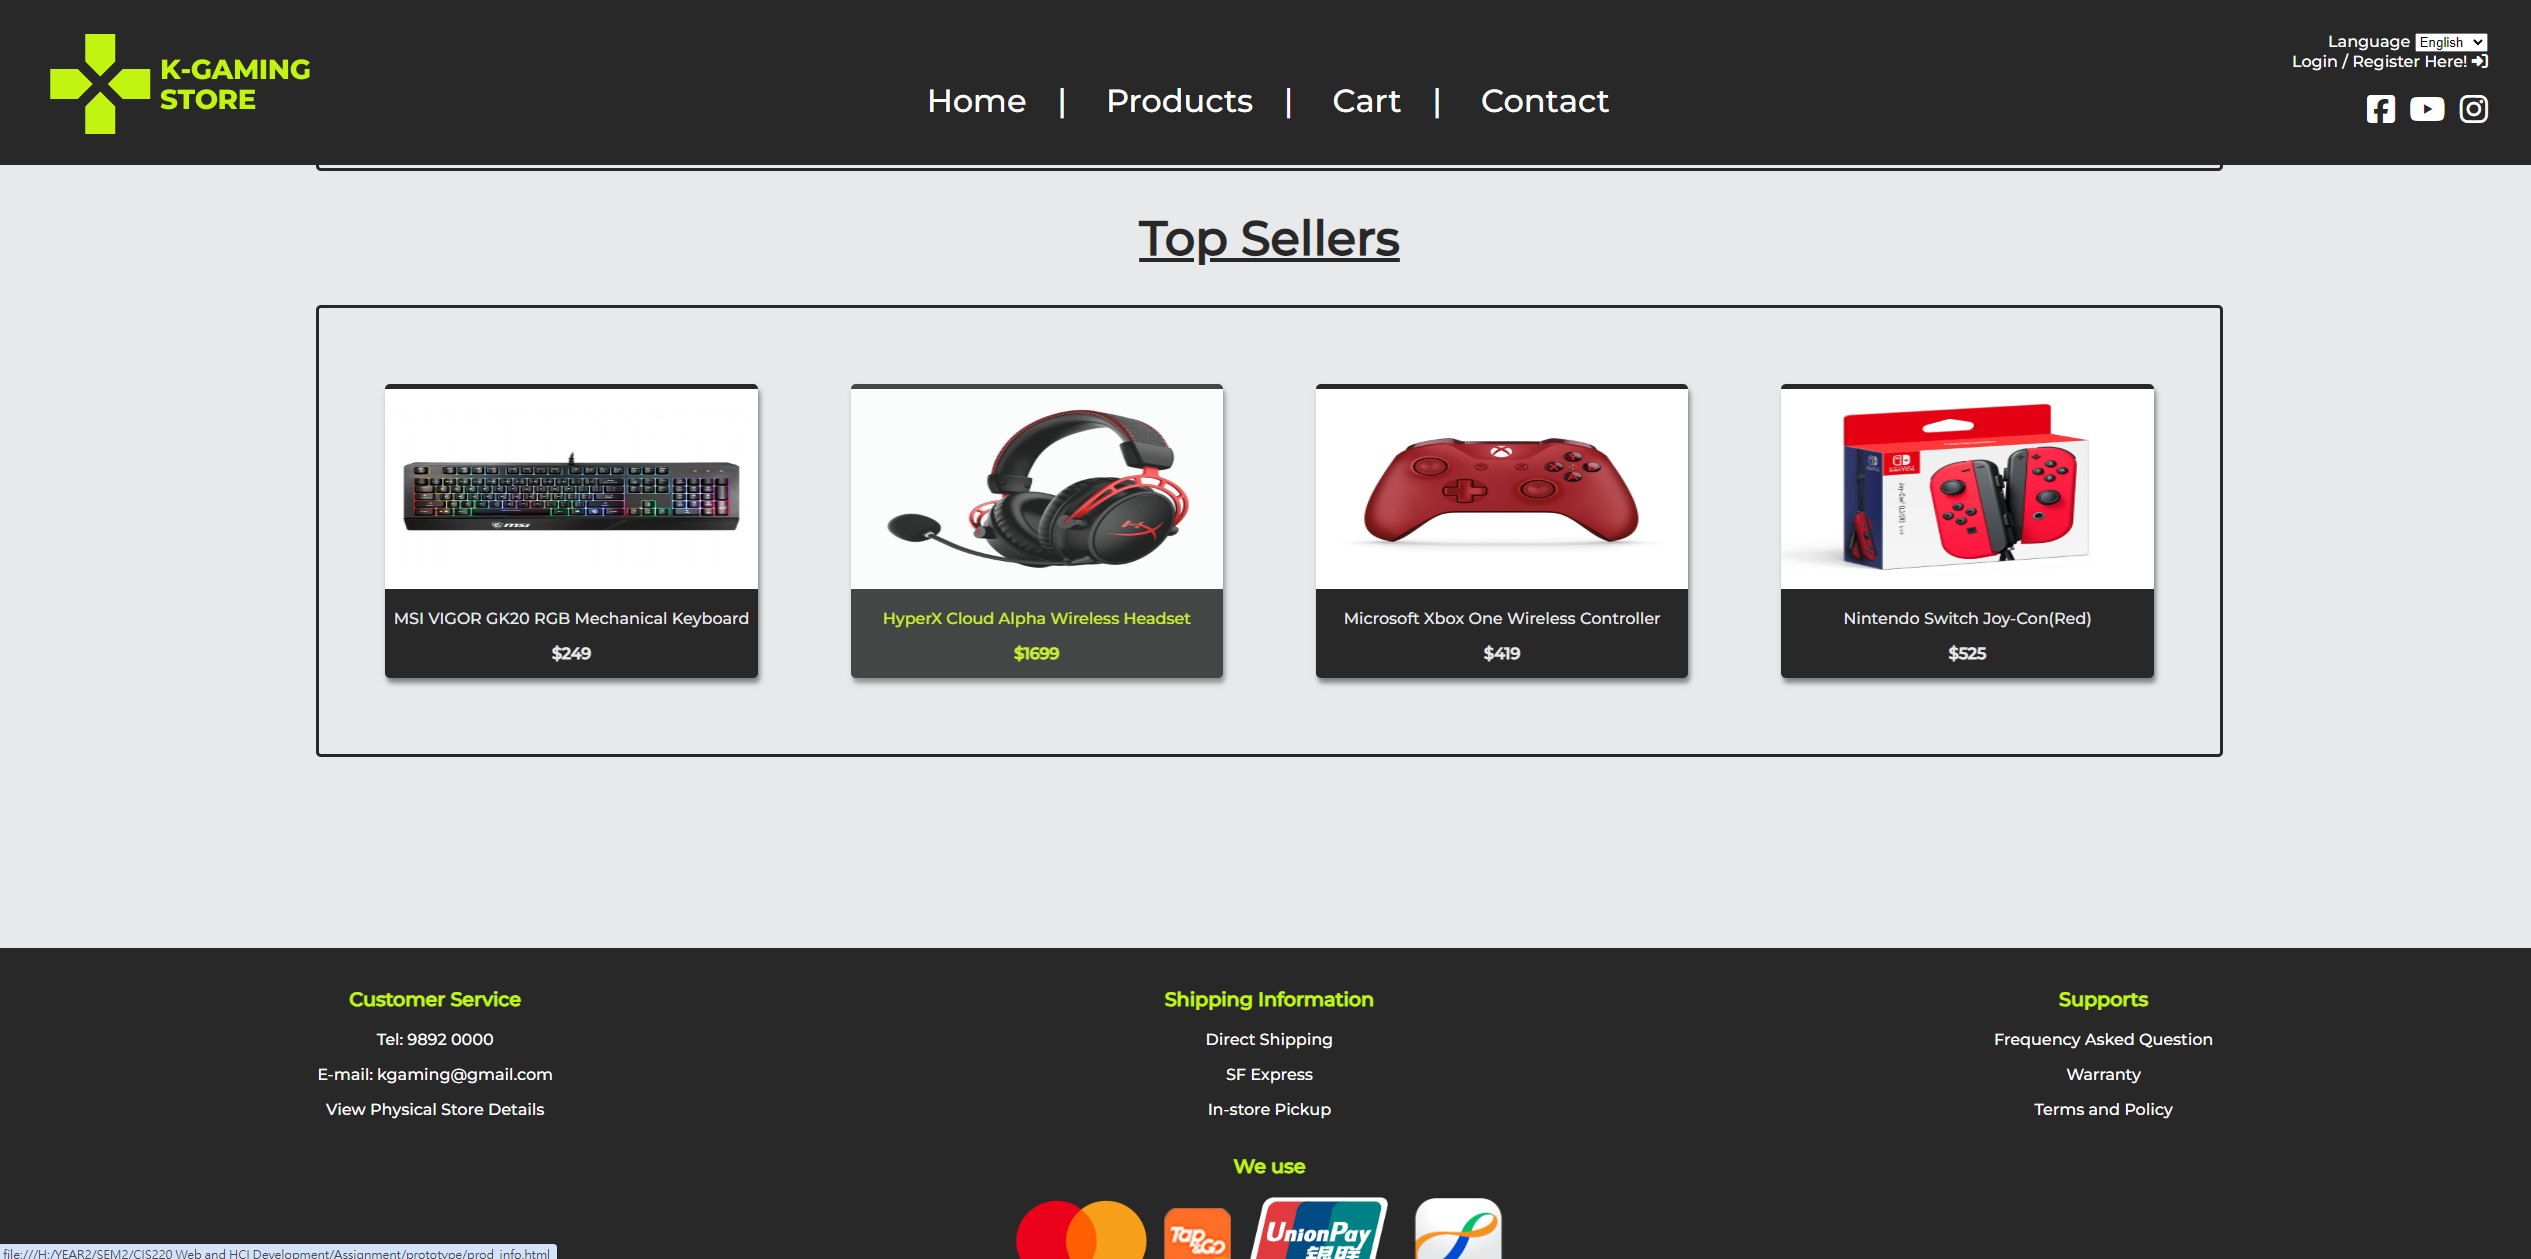 K-GAMING
STORE
Home | Products | Cart | Contact
Language English
Login / Register Here!
Top Sellers
msi
MSI VIGOR GK20 RGB Mechanical Keyboard
$249
HyperX Cloud Alpha Wireless Headset
$1699
Microsoft Xbox One Wireless Controller
$419
Nintendo Switch Joy-Con(Red)
$525
Customer Service
Tel: 9892 0000
E-mail: kgaming@gmail.com
View Physical Store Details
Shipping Information
Direct Shipping
SF Express
In-store Pickup
Supports
Frequency Asked Question
Warranty
Terms and Policy
We use
Tap&Go
UnionPay
银联
file:///H:/YEAR2/SEM2/CIS220 Web and HCI Development/Assignment/prototype/prod_info.html